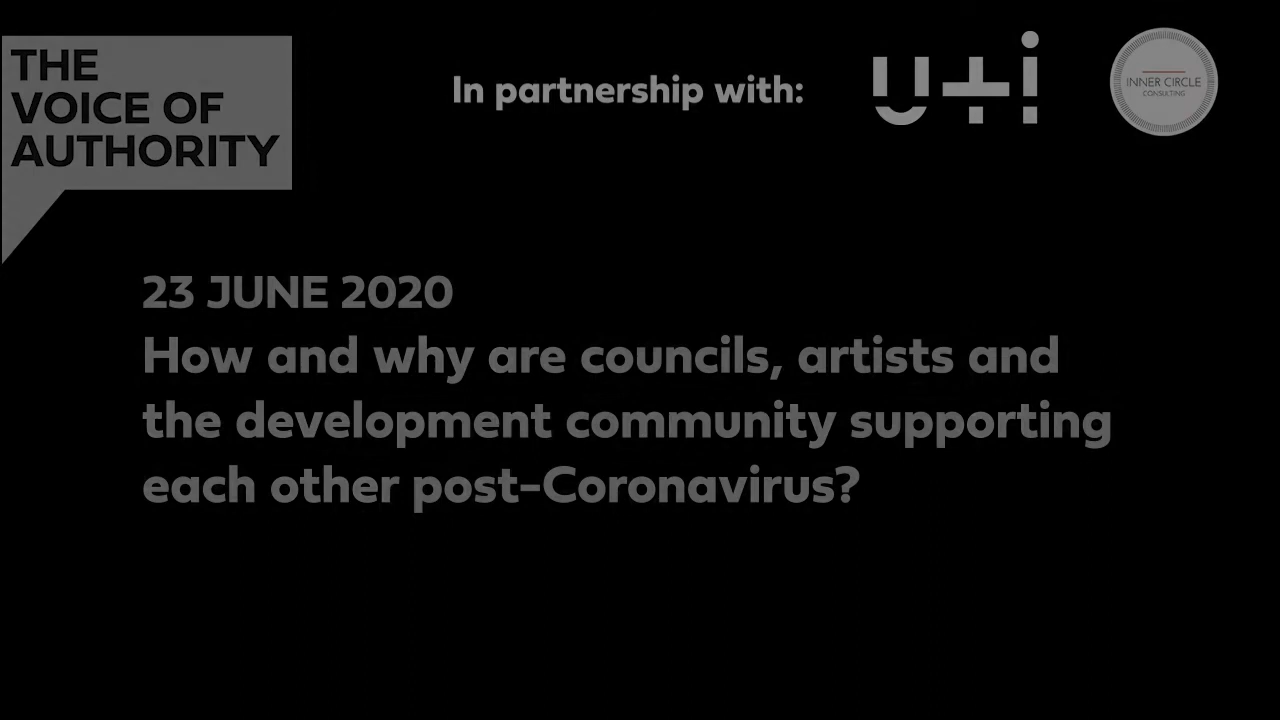 THE
VOICE OF
AUTHORITY
In partnership with:
u+i
INNER CIRCLE
CONSULTING
23 JUNE 2020
How and why are councils, artists and
the development community supporting
each other post-Coronavirus?